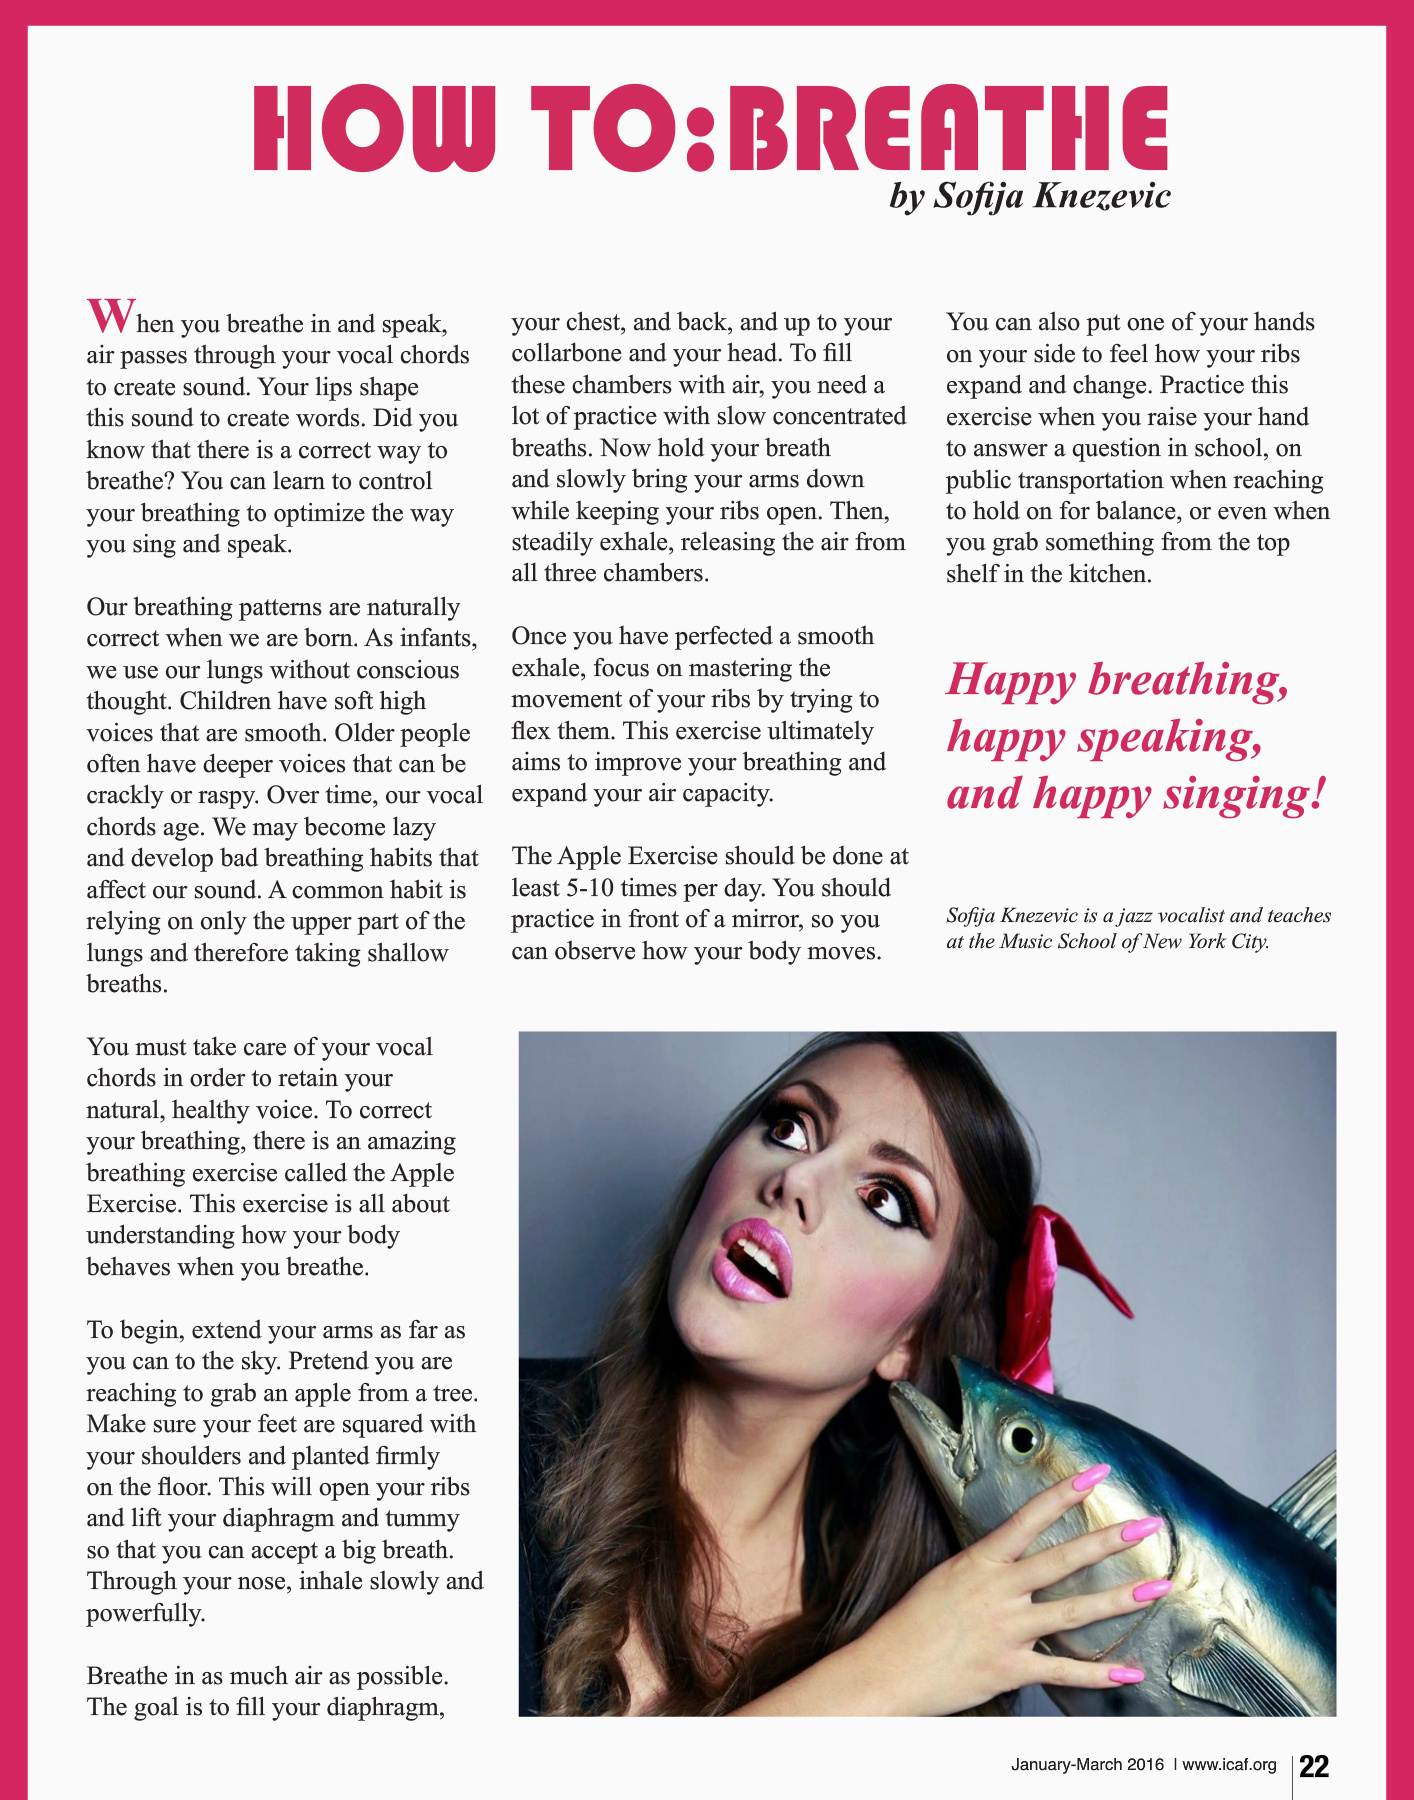 HOW TO:BREATHE
by Sofija Knezevic
When you breathe in and speak,
air passes through your vocal chords
to create sound. Your lips shape
this sound to create words. Did you
know that there is a correct way to
breathe? You can learn to control
your breathing to optimize the way
you sing and speak.
Our breathing patterns are naturally
correct when we are born. As infants,
we use our lungs without conscious
thought. Children have soft high
voices that are smooth. Older people
often have deeper voices that can be
crackly or raspy. Over time, our vocal
chords age. We may become lazy
and develop bad breathing habits that
affect our sound. A common habit is
relying on only the upper part of the
lungs and therefore taking shallow
breaths.
You must take care of your vocal
chords in order to retain your
natural, healthy voice. To correct
your breathing, there is an amazing
breathing exercise called the Apple
Exercise. This exercise is all about
understanding how your body
behaves when you breathe.
To begin, extend your arms as far as
you can to the sky. Pretend you are
reaching to grab an apple from a tree.
Make sure your feet are squared with
your shoulders and planted firmly
on the floor. This will open your ribs
and lift your diaphragm and tummy
so that you can accept a big breath.
Through your nose, inhale slowly and
powerfully.
Breathe in as much air as possible.
The goal is to fill your diaphragm,
your chest, and back, and up to your
collarbone and your head. To fill
these chambers with air, you need a
lot of practice with slow concentrated
breaths. Now hold your breath
and slowly bring your arms down
while keeping your ribs open. Then,
steadily exhale, releasing the air from
all three chambers.
Once you have perfected a smooth
exhale, focus on mastering the
movement of your ribs by trying to
flex them. This exercise ultimately
aims to improve your breathing and
expand your air capacity.
The Apple Exercise should be done at
least 5-10 times per day. You should
practice in front of a mirror, so you
can observe how your body moves.
You can also put one of your hands
on your side to feel how your ribs
expand and change. Practice this
exercise when you raise your hand
to answer a question in school, on
public transportation when reaching
to hold on for balance, or even when
you grab something from the top
shelf in the kitchen.
Happy breathing,
happy speaking,
and happy singing!
Sofija Knezevic is a jazz vocalist and teaches
at the Music School of New York City.
January-March 2016 | www.icaf.org | 22